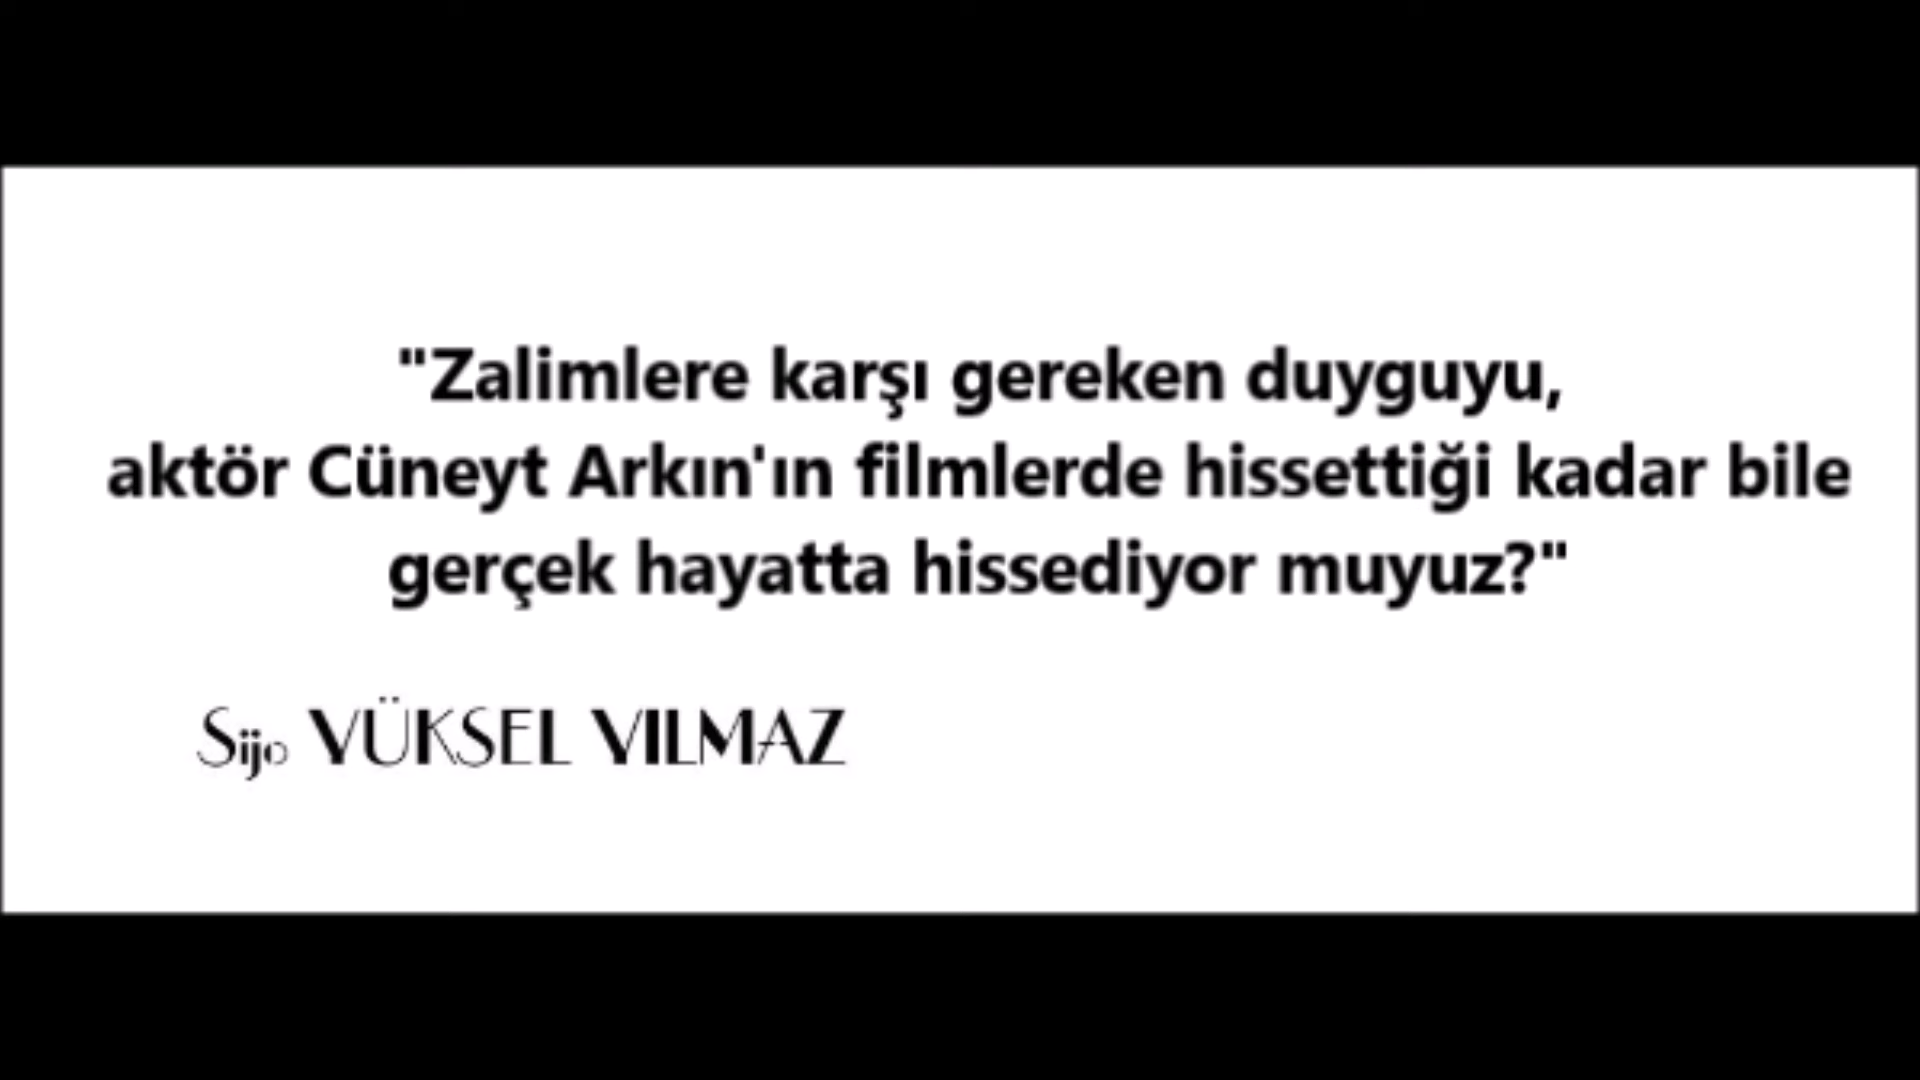 "Zalimlere karşı gereken duyguyu,
aktör Cüneyt Arkın'ın filmlerde hissettiği kadar bile
gerçek hayatta hissediyor muyuz?"
Sijo YÜKSEL YILMAZ